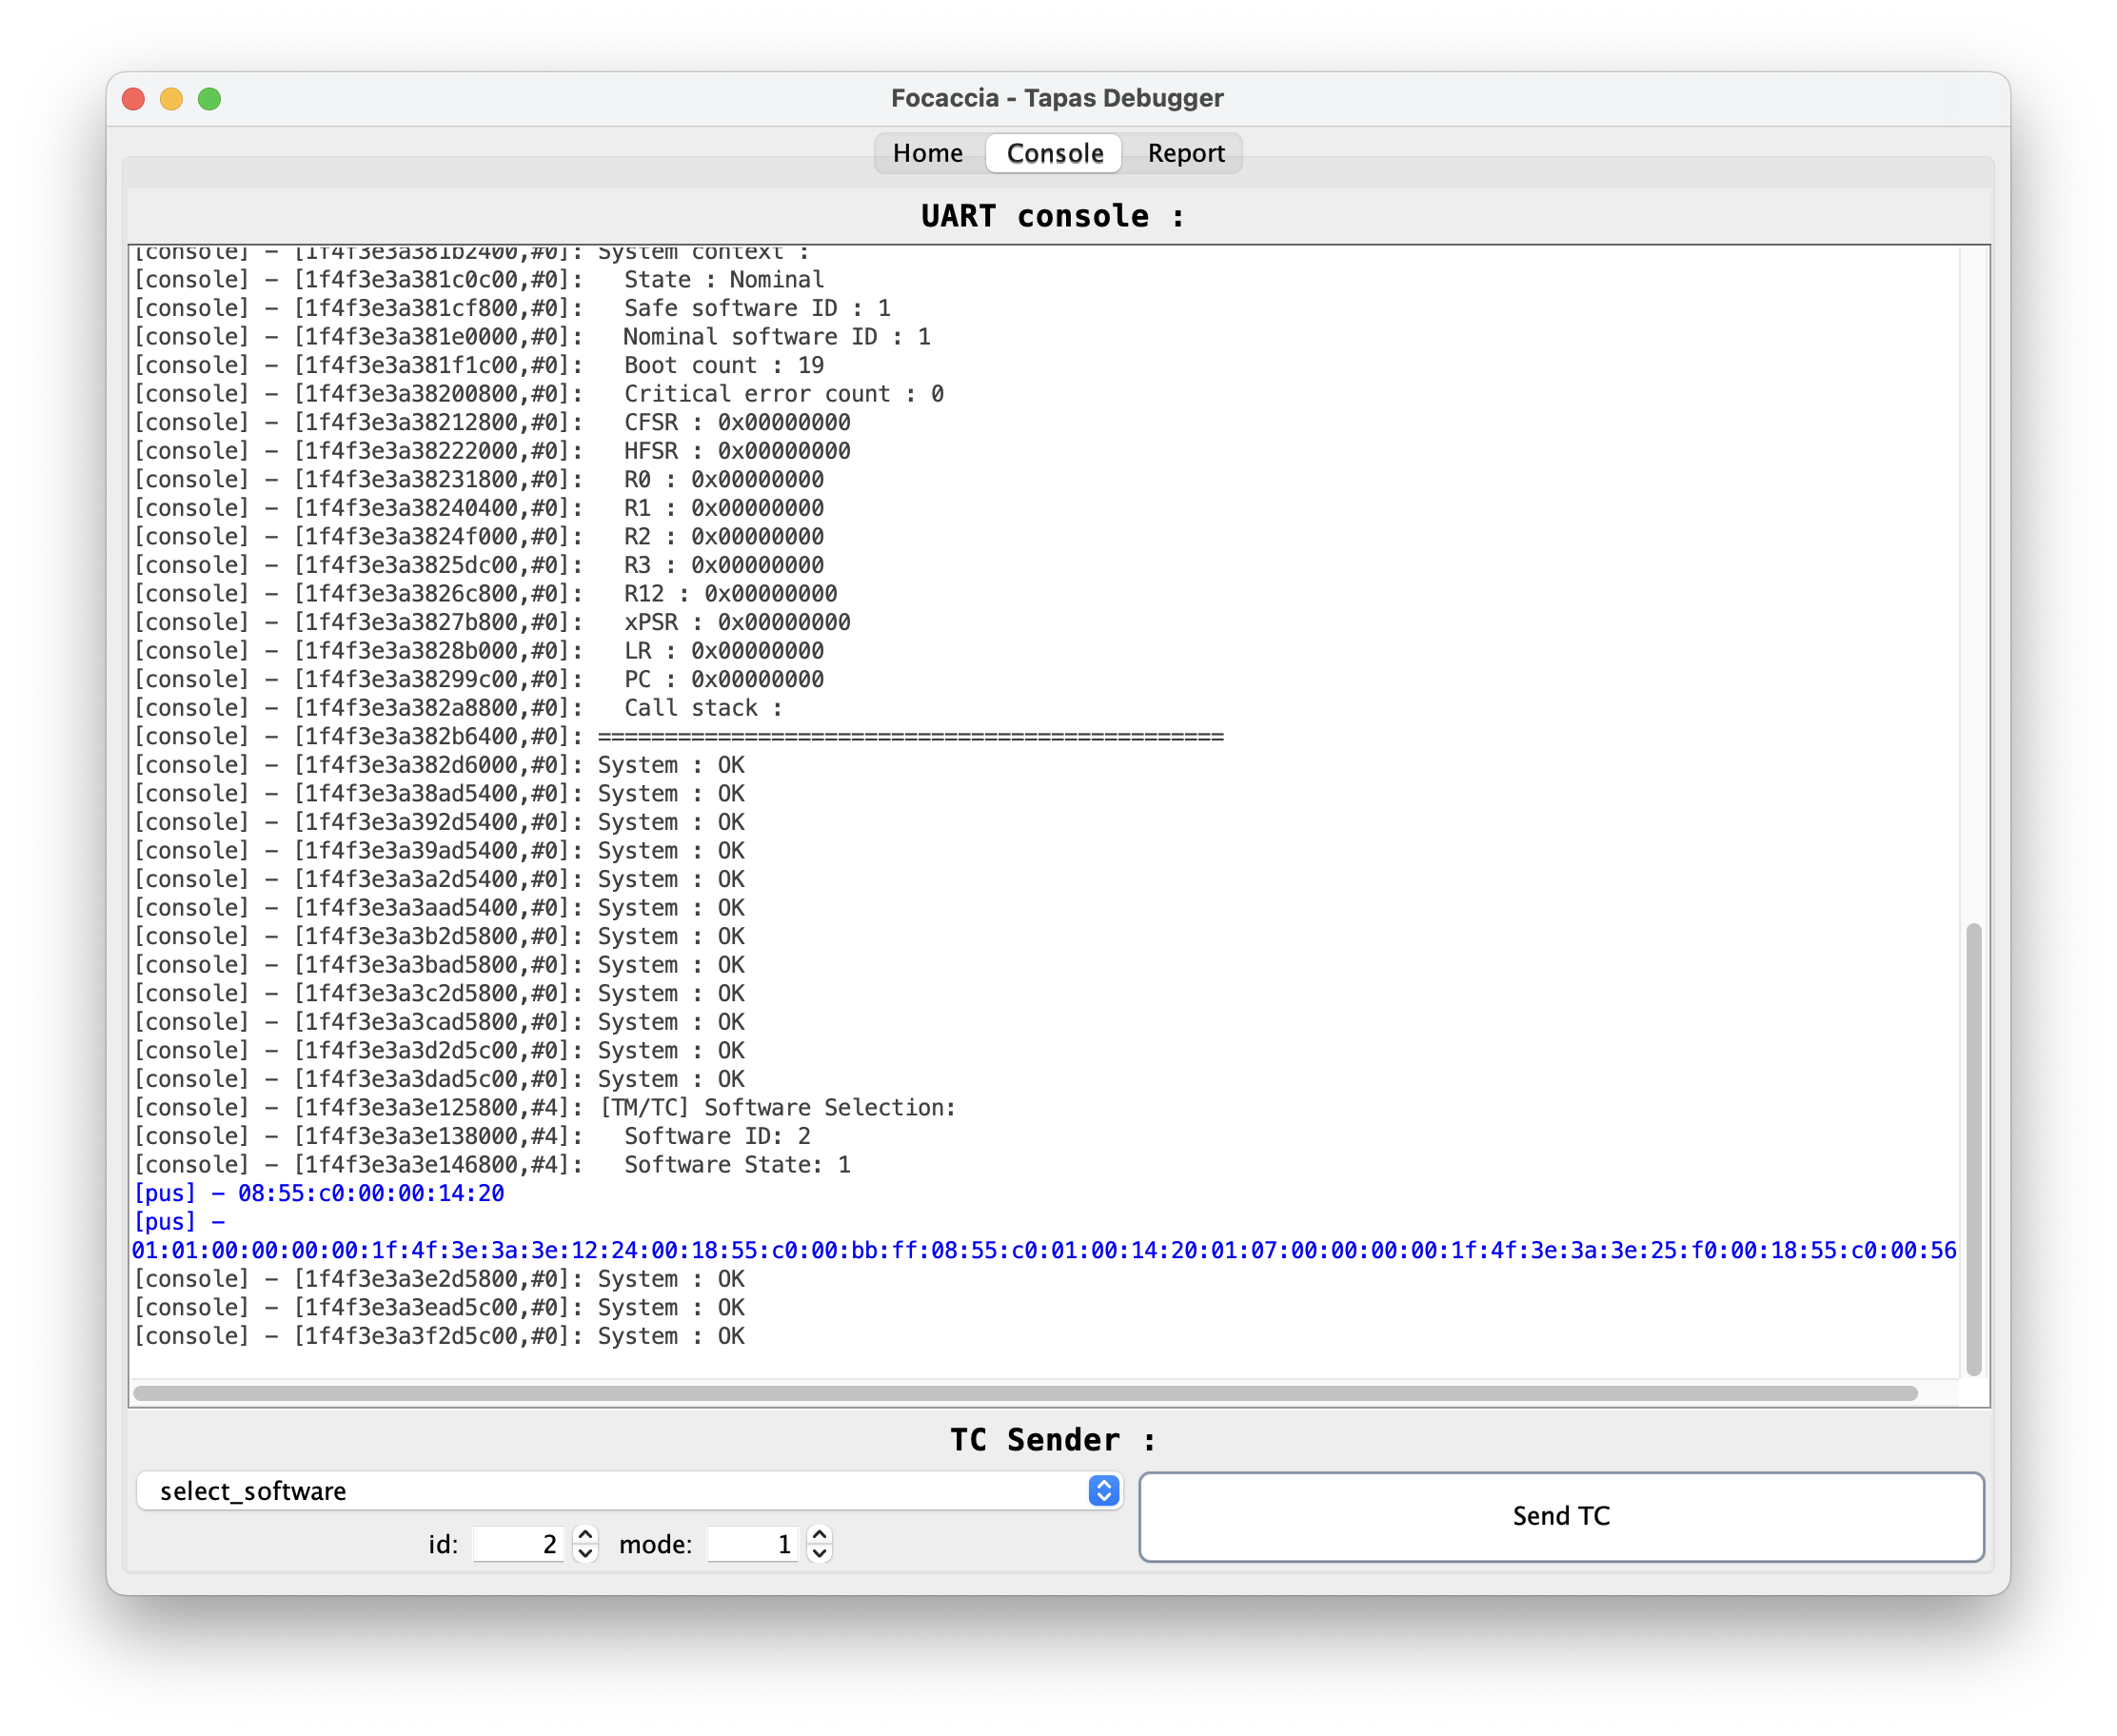 Focaccia - Tapas Debugger
Home Console Report
UART console :
[console] – [1f4f3e3a381b2400,#0]: System context :
[console] – [1f4f3e3a381c0c00,#0]:   State : Nominal
[console] – [1f4f3e3a381cf800,#0]:   Safe software ID : 1
[console] – [1f4f3e3a381e0000,#0]:   Nominal software ID : 1
[console] – [1f4f3e3a381f1c00,#0]:   Boot count : 19
[console] – [1f4f3e3a38200800,#0]:   Critical error count : 0
[console] – [1f4f3e3a38212800,#0]:   CFSR : 0x00000000
[console] – [1f4f3e3a38222000,#0]:   HFSR : 0x00000000
[console] – [1f4f3e3a38231800,#0]:   R0 : 0x00000000
[console] – [1f4f3e3a38240400,#0]:   R1 : 0x00000000
[console] – [1f4f3e3a3824f000,#0]:   R2 : 0x00000000
[console] – [1f4f3e3a3825dc00,#0]:   R3 : 0x00000000
[console] – [1f4f3e3a3826c800,#0]:   R12 : 0x00000000
[console] – [1f4f3e3a3827b800,#0]:   xPSR : 0x00000000
[console] – [1f4f3e3a3828b000,#0]:   LR : 0x00000000
[console] – [1f4f3e3a38299c00,#0]:   PC : 0x00000000
[console] – [1f4f3e3a382a8800,#0]:   Call stack :
[console] – [1f4f3e3a382b6400,#0]: ===============================================
[console] – [1f4f3e3a382d6000,#0]: System : OK
[console] – [1f4f3e3a38ad5400,#0]: System : OK
[console] – [1f4f3e3a392d5400,#0]: System : OK
[console] – [1f4f3e3a39ad5400,#0]: System : OK
[console] – [1f4f3e3a3a2d5400,#0]: System : OK
[console] – [1f4f3e3a3aad5400,#0]: System : OK
[console] – [1f4f3e3a3b2d5800,#0]: System : OK
[console] – [1f4f3e3a3bad5800,#0]: System : OK
[console] – [1f4f3e3a3c2d5800,#0]: System : OK
[console] – [1f4f3e3a3cad5800,#0]: System : OK
[console] – [1f4f3e3a3d2d5c00,#0]: System : OK
[console] – [1f4f3e3a3dad5c00,#0]: System : OK
[console] – [1f4f3e3a3e125800,#4]: [TM/TC] Software Selection:
[console] – [1f4f3e3a3e138000,#4]:   Software ID: 2
[console] – [1f4f3e3a3e146800,#4]:   Software State: 1
[pus] – 08:55:c0:00:00:14:20
[pus] –
01:01:00:00:00:00:1f:4f:3e:3a:3e:12:24:00:18:55:c0:00:bb:ff:08:55:c0:01:00:14:20:01:07:00:00:00:00:1f:4f:3e:3a:3e:25:f0:00:18:55:c0:00:56
[console] – [1f4f3e3a3e2d5800,#0]: System : OK
[console] – [1f4f3e3a3ead5c00,#0]: System : OK
[console] – [1f4f3e3a3f2d5c00,#0]: System : OK
TC Sender :
select_software
Send TC
id: 2 mode: 1